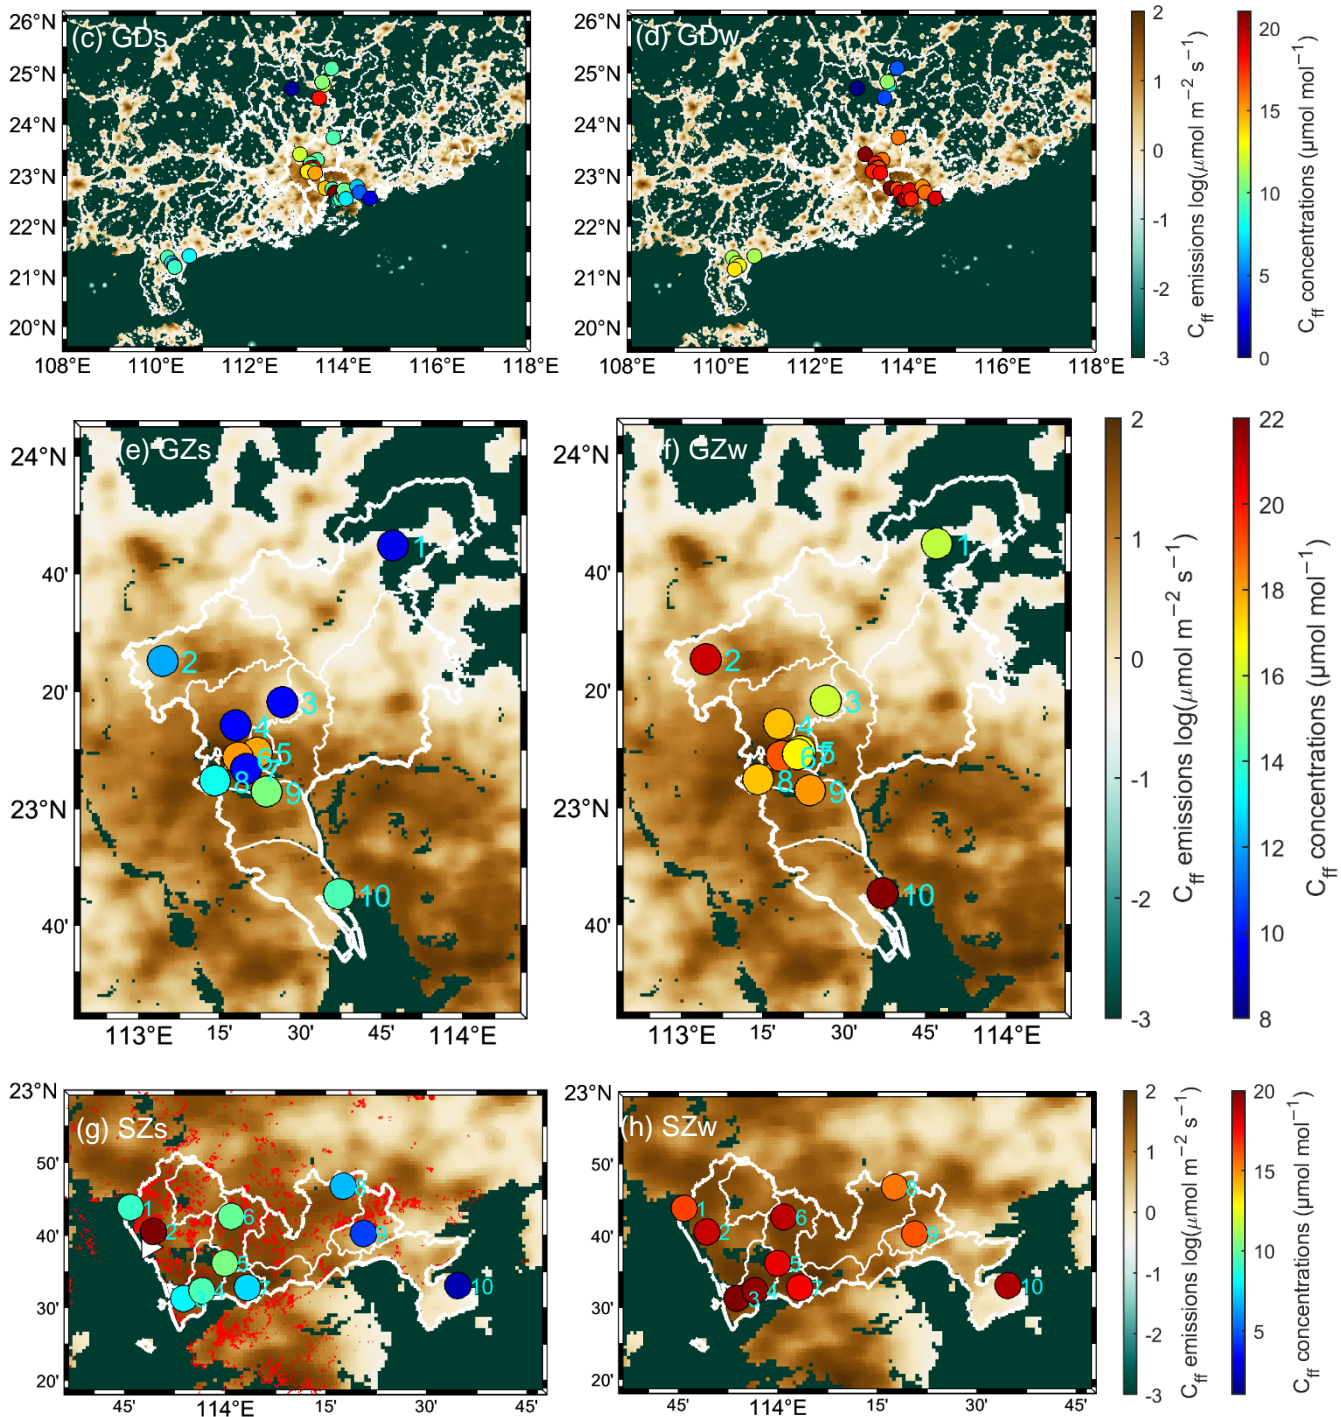 (c) GDs
26°N
25°N
24°N
23°N
22°N
21°N
20°N
108°E
110°E
112°E
114°E
116°E
118°E
(d) GDw
26°N
25°N
24°N
23°N
22°N
21°N
20°N
108°E
110°E
112°E
114°E
116°E
118°E
2
1
0
-1
-2
-3
C_ff emissions log(μmol m⁻² s⁻¹)
20
15
10
5
0
C_ff concentrations (μmol mol⁻¹)
(e) GZs
24°N
40'
20'
23°N
40'
1
2
3
4
5
6
7
8
9
10
113°E
15'
30'
45'
114°E
(f) GZw
24°N
40'
20'
23°N
40'
1
2
3
4
5
6
7
8
9
10
113°E
15'
30'
45'
114°E
2
1
0
-1
-2
-3
C_ff emissions log(μmol m⁻² s⁻¹)
22
20
18
16
14
12
10
8
C_ff concentrations (μmol mol⁻¹)
(g) SZs
23°N
50'
40'
30'
20'
1
2
3
4
5
6
7
8
9
10
45'
114°E
15'
30'
45'
(h) SZw
23°N
50'
40'
30'
20'
1
2
3
4
5
6
7
8
9
10
45'
114°E
15'
30'
45'
2
1
0
-1
-2
-3
C_ff emissions log(μmol m⁻² s⁻¹)
20
15
10
5
C_ff concentrations (μmol mol⁻¹)